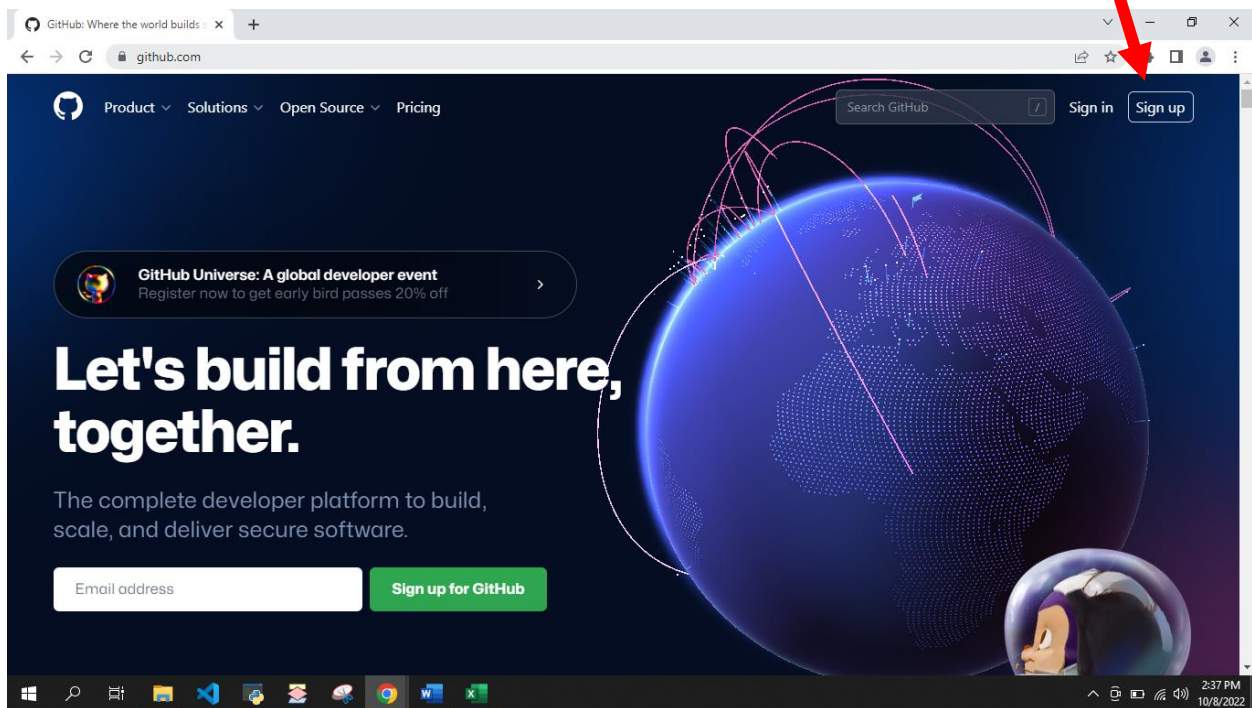 GitHub: Where the world builds s
github.com
Product Solutions Open Source Pricing Search GitHub / Sign in Sign up
GitHub Universe: A global developer event
Register now to get early bird passes 20% off
Let's build from here,
together.
The complete developer platform to build,
scale, and deliver secure software.
Email address Sign up for GitHub
2:37 PM
10/8/2022